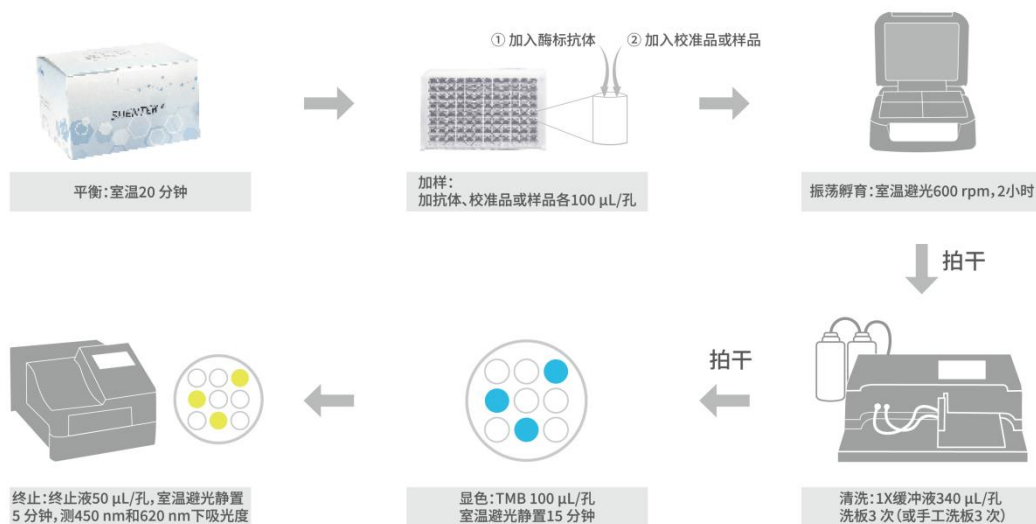 ① 加入酶标抗体
② 加入校准品或样品
平衡：室温20 分钟
加样：
加抗体、校准品或样品各100 μL/孔
振荡孵育：室温避光600 rpm，2小时
拍干
拍干
终止：终止液50 μL/孔，室温避光静置
5 分钟，测450 nm和620 nm下吸光度
显色：TMB 100 μL/孔
室温避光静置15 分钟
清洗：1X缓冲液340 μL/孔
洗板3 次（或手工洗板3 次）